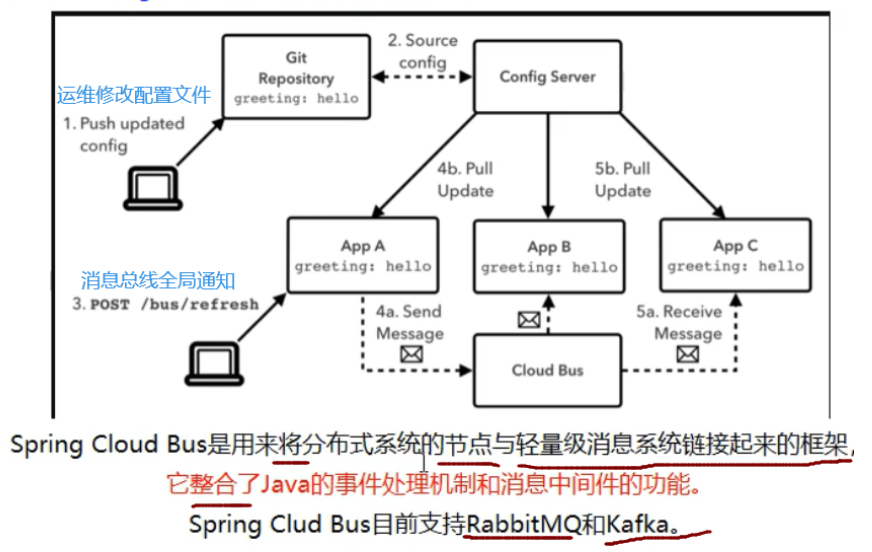 Git
Repository
greeting: hello
2. Source
config
Config Server
运维修改配置文件
1. Push updated
config
4b. Pull
Update
5b. Pull
Update
App A
greeting: hello
App B
greeting: hello
App C
greeting: hello
消息总线全局通知
3. POST /bus/refresh
4a. Send
Message
5a. Receive
Message
Cloud Bus
Spring Cloud Bus是用来将分布式系统的节点与轻量级消息系统链接起来的框架,
它整合了Java的事件处理机制和消息中间件的功能。
Spring Clud Bus目前支持RabbitMQ和Kafka。